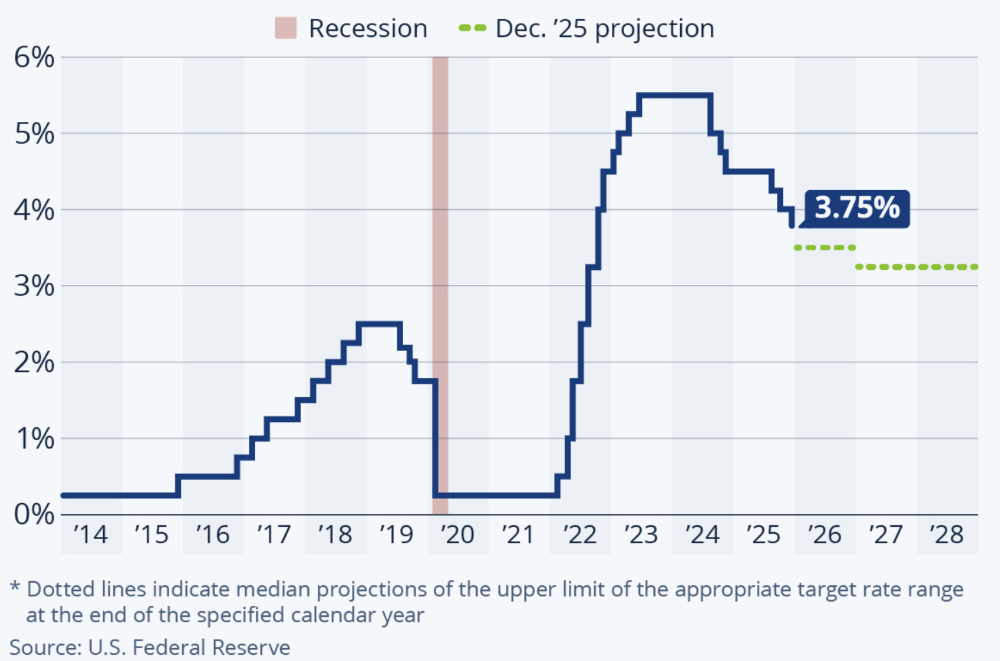 Recession Dec. ’25 projection
6%
5%
4%
3%
2%
1%
0%
3.75%
’14 ’15 ’16 ’17 ’18 ’19 ’20 ’21 ’22 ’23 ’24 ’25 ’26 ’27 ’28
* Dotted lines indicate median projections of the upper limit of the appropriate target rate range
at the end of the specified calendar year
Source: U.S. Federal Reserve